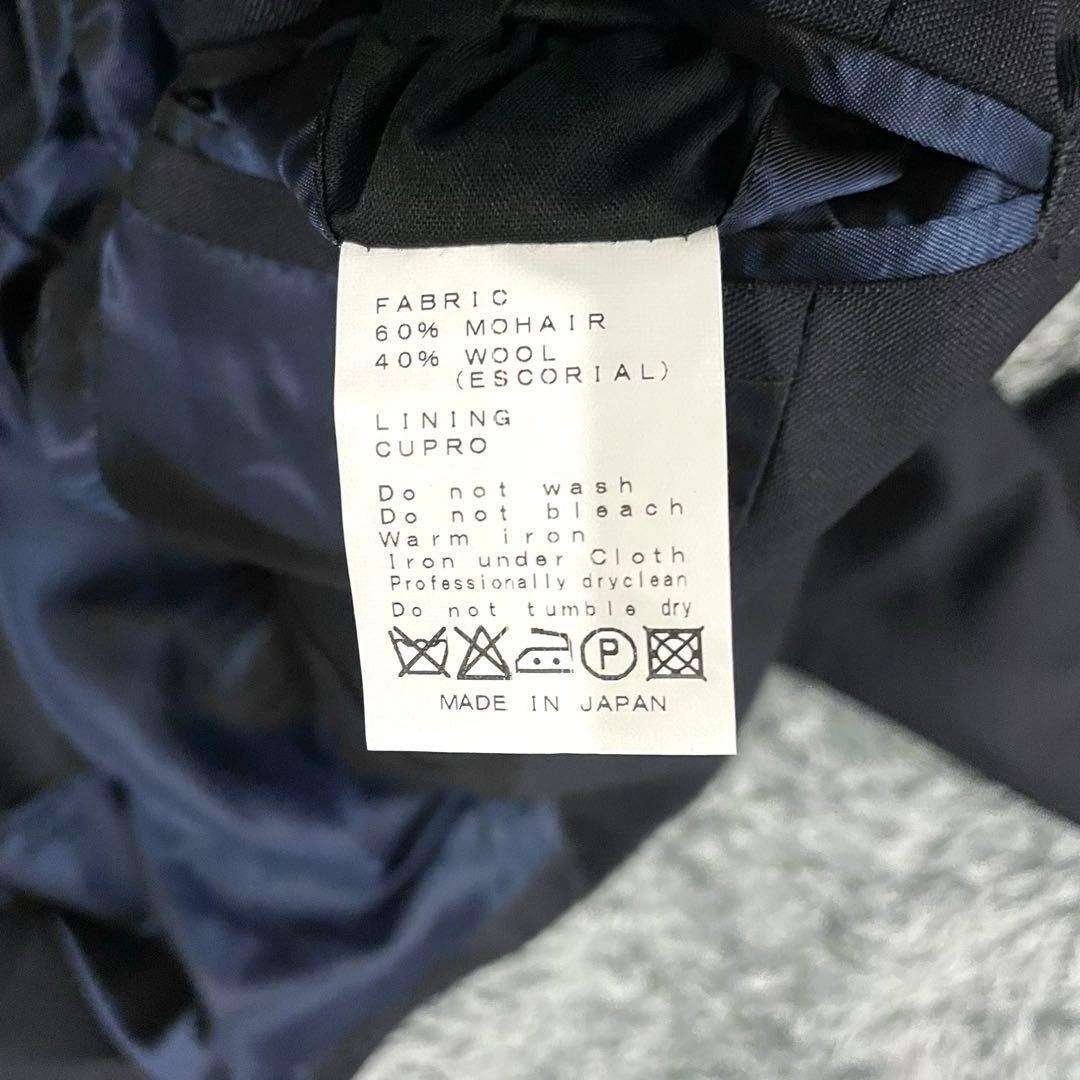 FABRIC
60% MOHAIR
40% WOOL
(ESCORIAL)
LINING
CUPRO
Do not wash
Do not bleach
Warm iron
Iron under Cloth
Professionally dryclean
Do not tumble dry
P
MADE IN JAPAN